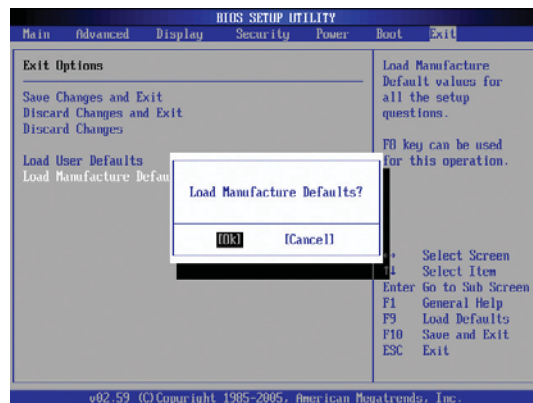 BIOS SETUP UTILITY
Main Advanced Display Security Power Boot Exit
Exit Options
Save Changes and Exit
Discard Changes and Exit
Discard Changes
Load User Defaults
Load Manufacture Defau
Load Manufacture Defaults?
[Ok] [Cancel]
Load Manufacture
Default values for
all the setup
questions.
F8 key can be used
for this operation.
Select Screen
↑↓ Select Item
Enter Go to Sub Screen
F1 General Help
F9 Load Defaults
F10 Save and Exit
ESC Exit
v02.59 (C)Copyright 1985-2005, American Megatrends, Inc.